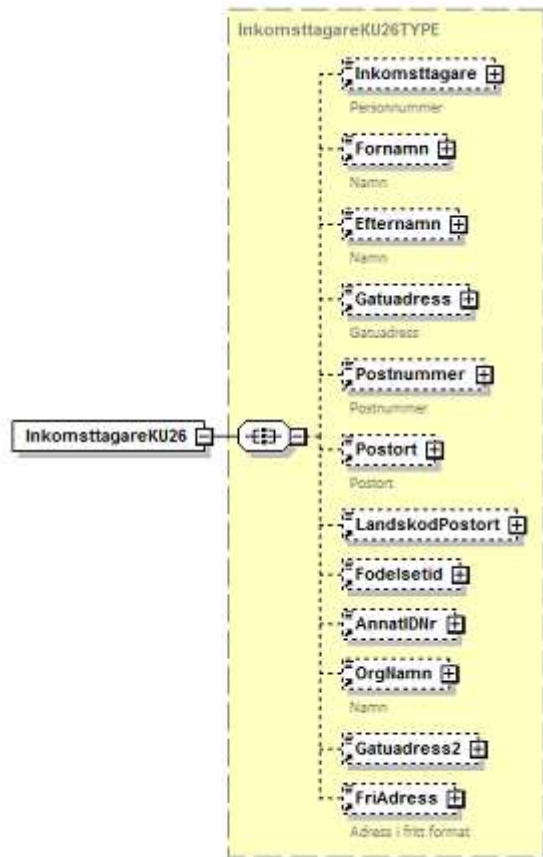 InkomsttagareKU26TYPE
Inkomsttagare
Personnummer
Fornamn
Namn
Efternamn
Namn
Gatuadress
Gatuadress
Postnummer
Postnummer
InkomsttagareKU26
Postort
Postort
LandskodPostort
Fodelsetid
AnnatIDNr
OrgNamn
Namn
Gatuadress2
FriAdress
Adress i fritt format